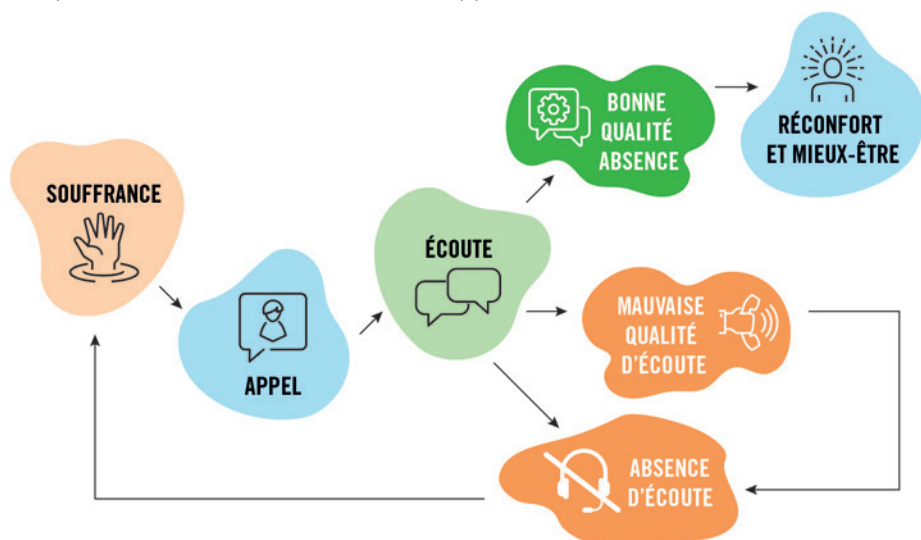 SOUFFRANCE
APPEL
ÉCOUTE
BONNE
QUALITÉ
ABSENCE
RÉCONFORT
ET MIEUX-ÊTRE
MAUVAISE
QUALITÉ
D'ÉCOUTE
ABSENCE
D'ÉCOUTE